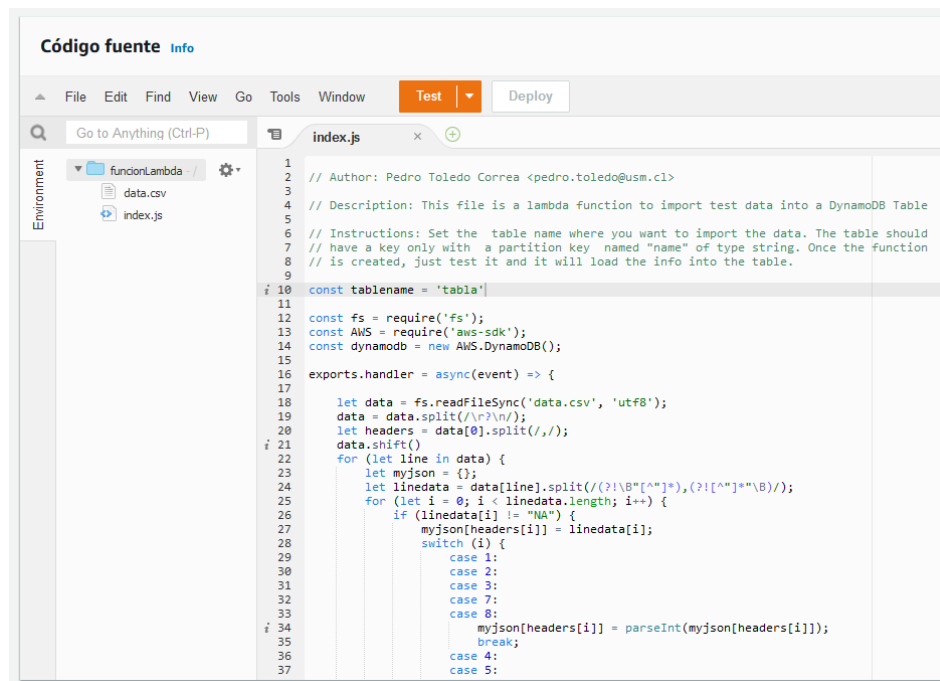 Código fuente Info
File Edit Find View Go Tools Window Test Deploy
Go to Anything (Ctrl-P)
index.js
Environment
funcionLambda - /
data.csv
index.js
1
2 // Author: Pedro Toledo Correa <pedro.toledo@usm.cl>
3
4 // Description: This file is a lambda function to import test data into a DynamoDB Table
5
6 // Instructions: Set the  table name where you want to import the data. The table should
7 // have a key only with  a partition key  named "name" of type string. Once the function
8 // is created, just test it and it will load the info into the table.
9
i 10 const tablename = 'tabla'
11
12 const fs = require('fs');
13 const AWS = require('aws-sdk');
14 const dynamodb = new AWS.DynamoDB();
15
16 exports.handler = async(event) => {
17
18     let data = fs.readFileSync('data.csv', 'utf8');
19     data = data.split(/\r?\n/);
20     let headers = data[0].split(/,/);
i 21     data.shift()
22     for (let line in data) {
23         let myjson = {};
24         let linedata = data[line].split(/(?!\B"[^"]*),(?![^"]*"\B)/);
25         for (let i = 0; i < linedata.length; i++) {
26             if (linedata[i] != "NA") {
27                 myjson[headers[i]] = linedata[i];
28                 switch (i) {
29                     case 1:
30                     case 2:
31                     case 3:
32                     case 7:
33                     case 8:
i 34                         myjson[headers[i]] = parseInt(myjson[headers[i]]);
35                         break;
36                     case 4:
37                     case 5: